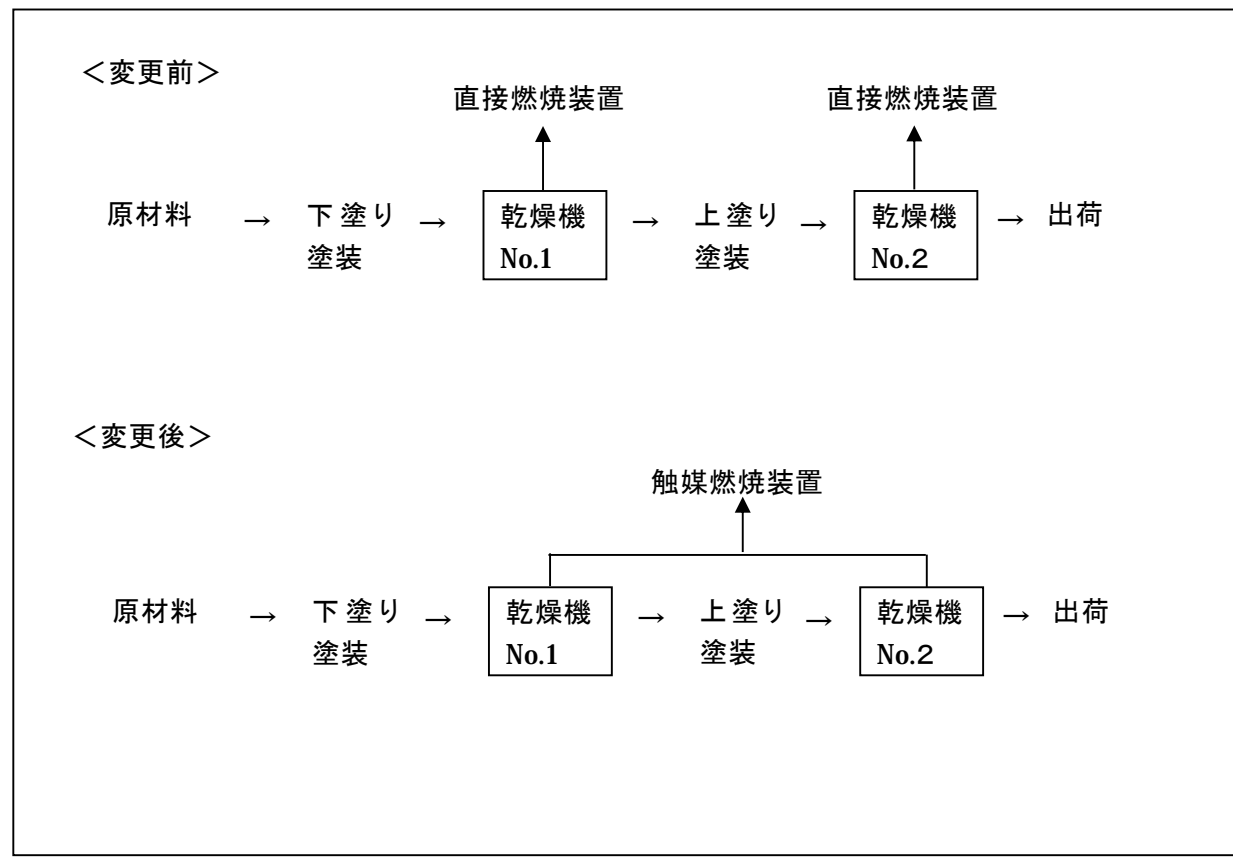 ＜変更前＞
直接燃焼装置 直接燃焼装置
原材料 → 下塗り → 乾燥機 → 上塗り → 乾燥機 → 出荷
塗装 No.1 塗装 No.２
＜変更後＞
触媒燃焼装置
原材料 → 下塗り → 乾燥機 → 上塗り → 乾燥機 → 出荷
塗装 No.1 塗装 No.２